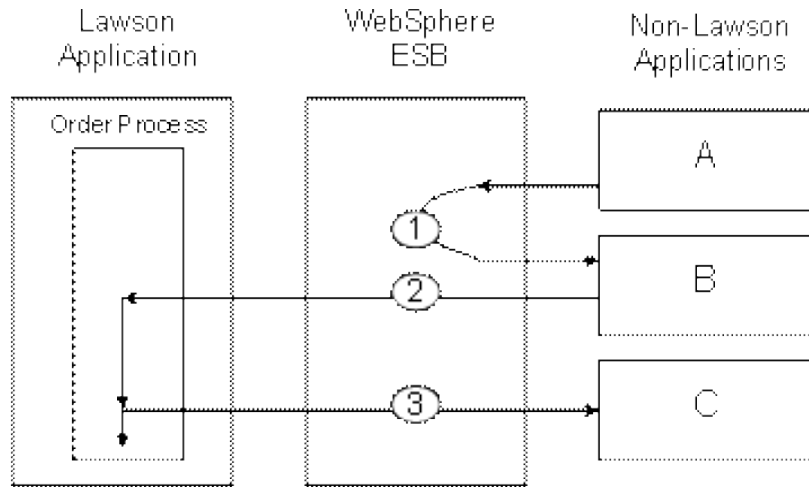 Lawson
Application
WebSphere
ESB
Non-Lawson
Applications
Order Process
A
1
B
2
3
C